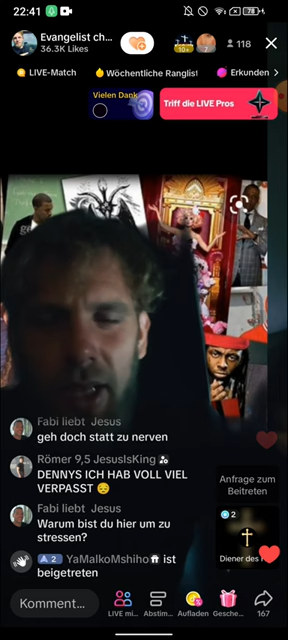 22:41
78
Evangelist ch...
36.3K Likes
10+
7
118
LIVE-Match
Wöchentliche Ranglist
Erkunden
Vielen Dank
Triff die LIVE Pros
Fabi liebt Jesus
geh doch statt zu nerven
Römer 9,5 JesusIsKing
DENNYS ICH HAB VOLL VIEL
VERPASST 😔
Fabi liebt Jesus
Warum bist du hier um zu
stressen?
2 YaMalkoMshiho ist
beigetreten
Anfrage zum
Beitreten
2
Diener des
Komment...
LIVE mi...
Abstim...
Aufladen
Gesche...
167